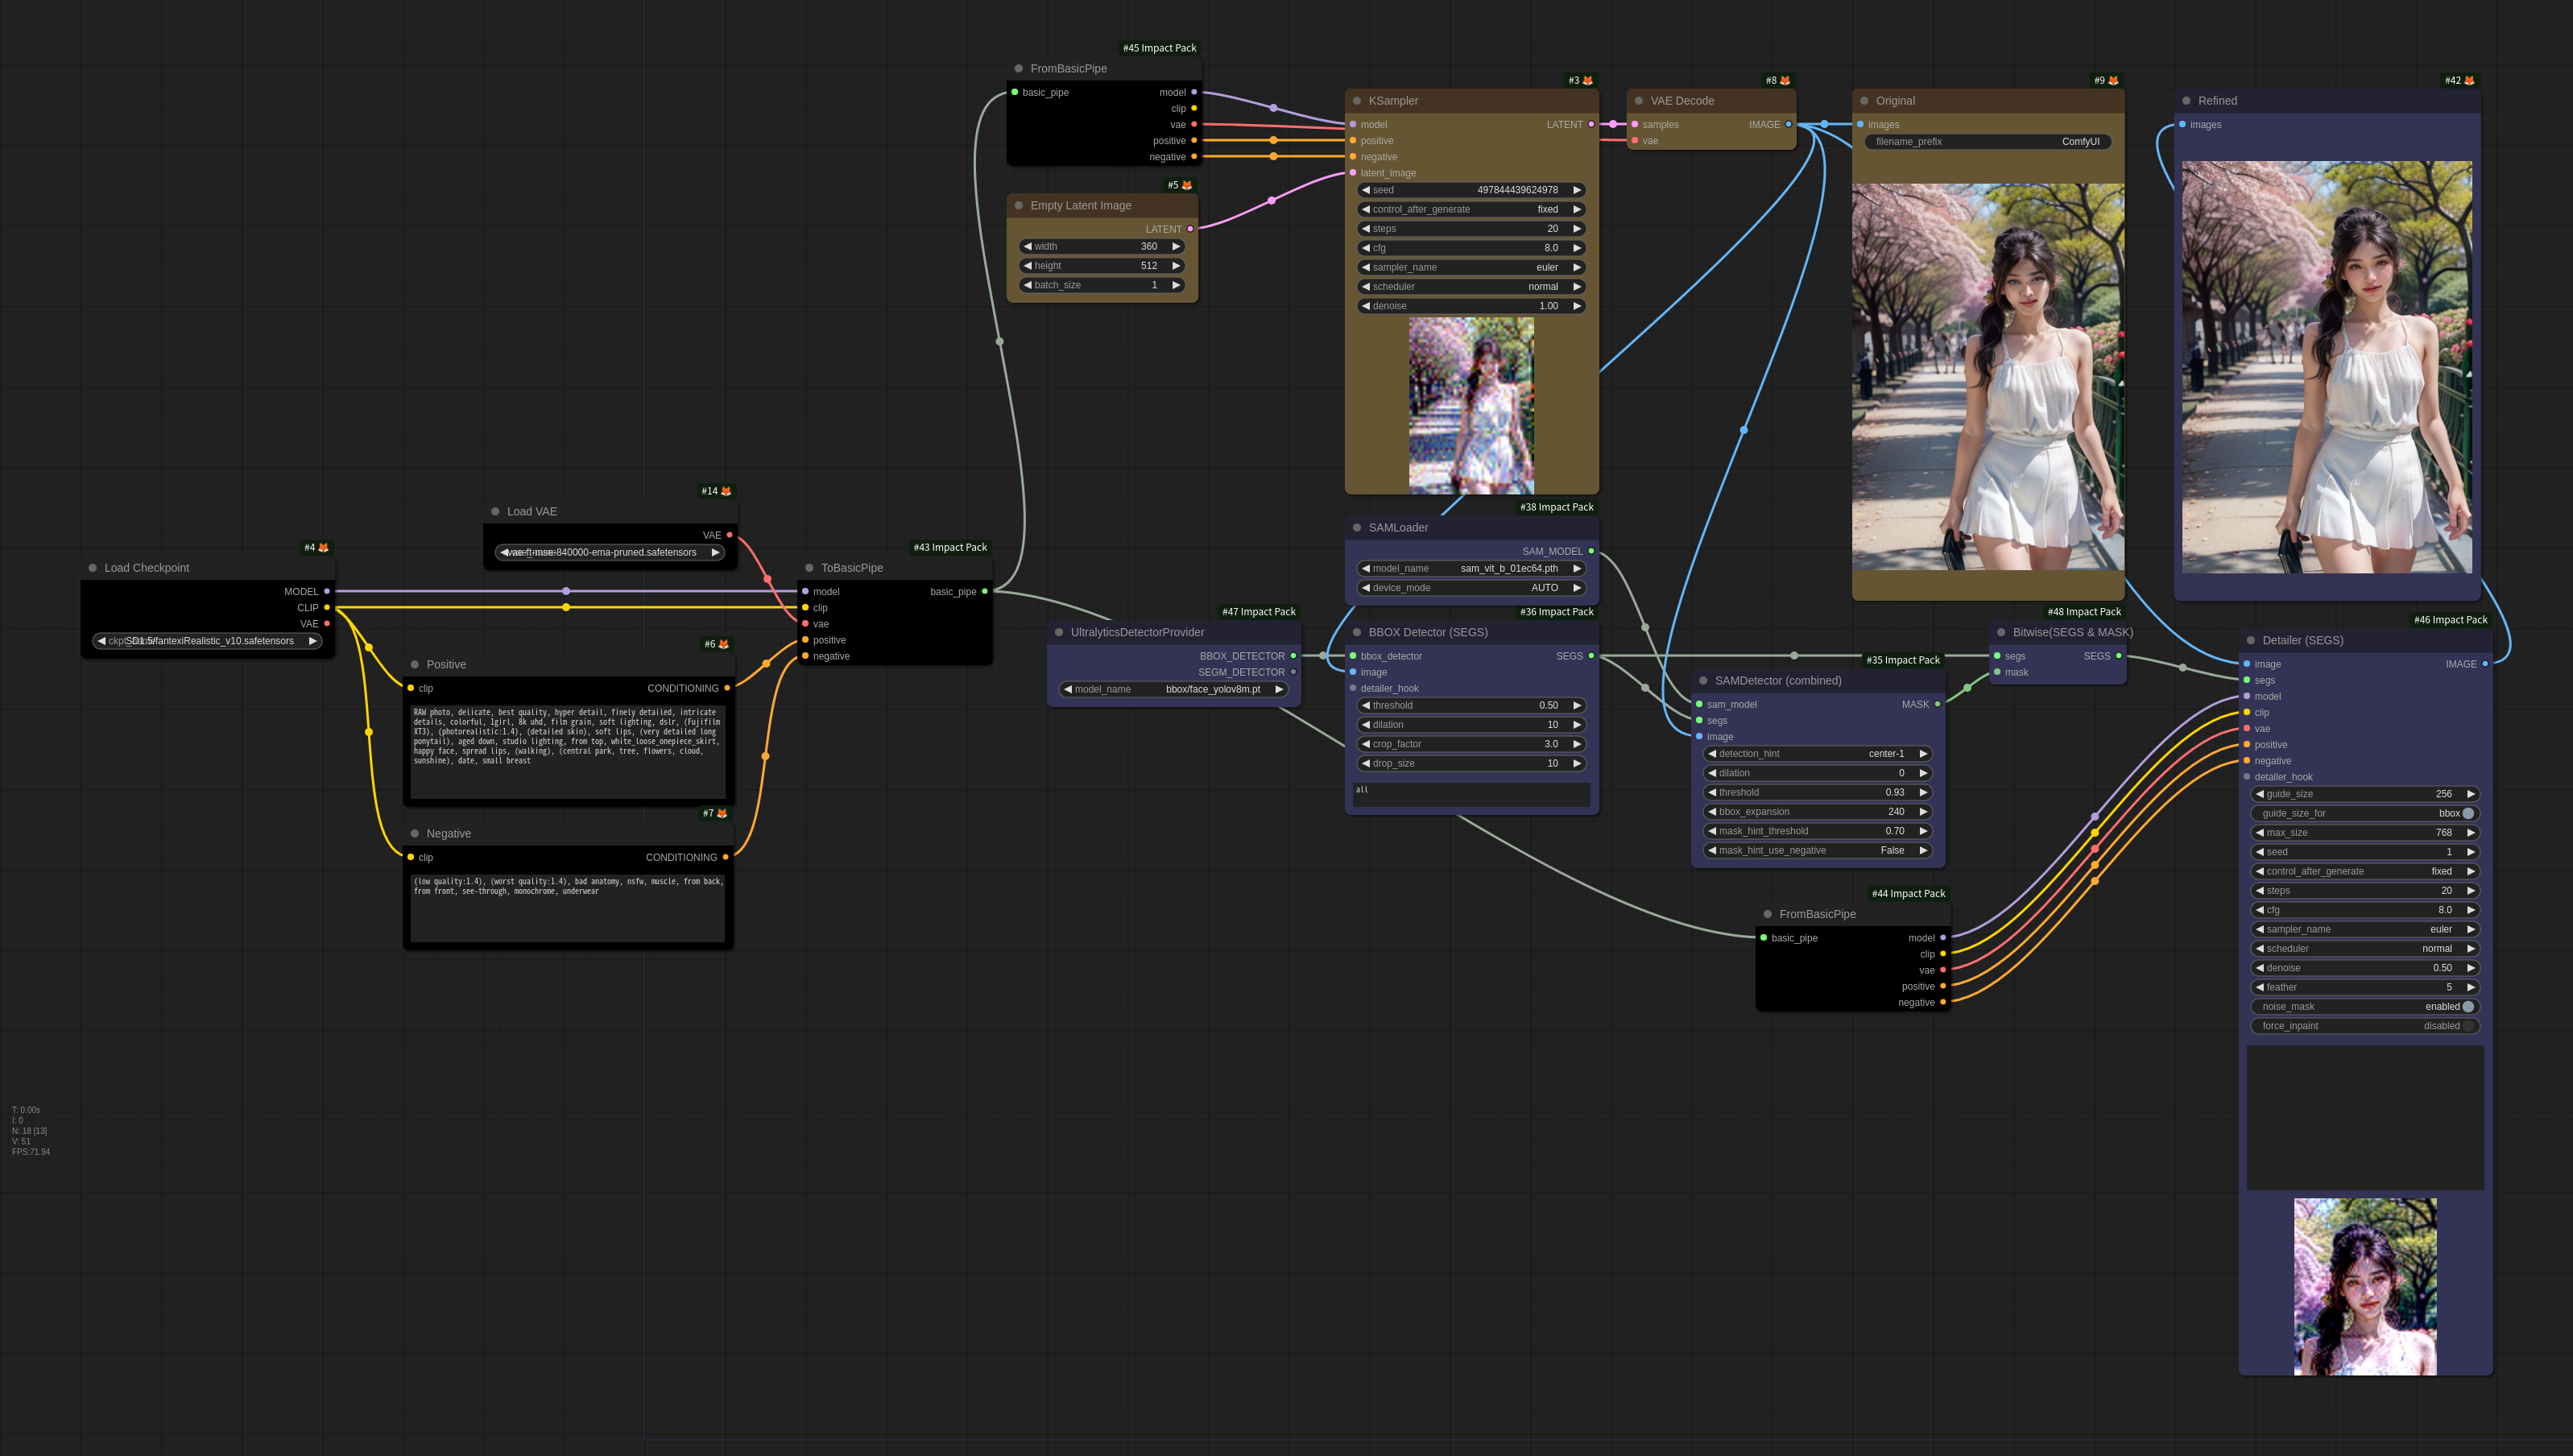 #45 Impact Pack
FromBasicPipe
basic_pipe
model
clip
vae
positive
negative
#5
Empty Latent Image
LATENT
width 360
height 512
batch_size 1
#3
KSampler
model
LATENT
positive
negative
latent_image
seed 497844439624978
control_after_generate fixed
steps 20
cfg 8.0
sampler_name euler
scheduler normal
denoise 1.00
#8
VAE Decode
samples
IMAGE
vae
#9
Original
images
filename_prefix ComfyUI
#42
Refined
images
#14
Load VAE
VAE
vae-ft-mse-840000-ema-pruned.safetensors
#4
Load Checkpoint
MODEL
CLIP
VAE
SD1.5/fantexiRealistic_v10.safetensors
#43 Impact Pack
ToBasicPipe
model
basic_pipe
clip
vae
positive
negative
#6
Positive
clip
CONDITIONING
RAW photo, delicate, best quality, hyper detail, finely detailed, intricate
details, colorful, 1girl, 8k uhd, film grain, soft lighting, dslr, (Fujifilm
XT3), (photorealistic:1.4), (detailed skin), soft lips, (very detailed long
ponytail), aged down, studio lighting, from top, white_loose_onepiece_skirt,
happy face, spread lips, (walking), (central park, tree, flowers, cloud,
sunshine), date, small breast
#7
Negative
clip
CONDITIONING
(low quality:1.4), (worst quality:1.4), bad anatomy, nsfw, muscle, from back,
from front, see-through, monochrome, underwear
#38 Impact Pack
SAMLoader
SAM_MODEL
model_name sam_vit_b_01ec64.pth
device_mode AUTO
#47 Impact Pack
UltralyticsDetectorProvider
BBOX_DETECTOR
SEGM_DETECTOR
model_name bbox/face_yolov8m.pt
#36 Impact Pack
BBOX Detector (SEGS)
bbox_detector
SEGS
image
detailer_hook
threshold 0.50
dilation 10
crop_factor 3.0
drop_size 10
all
#35 Impact Pack
SAMDetector (combined)
sam_model
MASK
segs
image
detection_hint center-1
dilation 0
threshold 0.93
bbox_expansion 240
mask_hint_threshold 0.70
mask_hint_use_negative False
#48 Impact Pack
Bitwise(SEGS & MASK)
segs
SEGS
mask
#44 Impact Pack
FromBasicPipe
basic_pipe
model
clip
vae
positive
negative
#46 Impact Pack
Detailer (SEGS)
image
IMAGE
segs
model
clip
vae
positive
negative
detailer_hook
guide_size 256
guide_size_for bbox
max_size 768
seed 1
control_after_generate fixed
steps 20
cfg 8.0
sampler_name euler
scheduler normal
denoise 0.50
feather 5
noise_mask enabled
force_inpaint disabled
T: 0.00s
I: 0
N: 18 [13]
V: 51
FPS:71.94